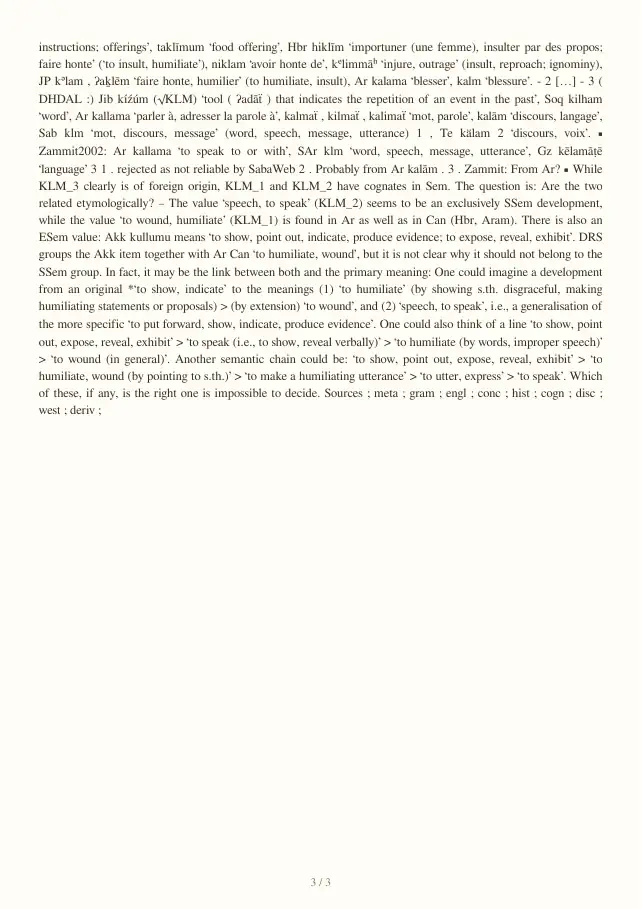 instructions; offerings’, taklīmum ‘food offering’, Hbr hiklīm ‘importuner (une femme), insulter par des propos;
faire honte’ (‘to insult, humiliate’), niklam ‘avoir honte de’, kᵉlimmāʰ ‘injure, outrage’ (insult, reproach; ignominy),
JP kᵊlam , ʔaḵlēm ‘faire honte, humilier’ (to humiliate, insult), Ar kalama ‘blesser’, kalm ‘blessure’. - 2 […] - 3 (
DHDAL :) Jib kíźúm (√KLM) ‘tool ( ʔadāẗ ) that indicates the repetition of an event in the past’, Soq kilham
‘word’, Ar kallama ‘parler à, adresser la parole à’, kalmaẗ , kilmaẗ , kalimaẗ ‘mot, parole’, kalām ‘discours, langage’,
Sab klm ‘mot, discours, message’ (word, speech, message, utterance) 1 , Te kälam 2 ‘discours, voix’. ▪
Zammit2002: Ar kallama ‘to speak to or with’, SAr klm ‘word, speech, message, utterance’, Gz kēlamāṭē
‘language’ 3 1 . rejected as not reliable by SabaWeb 2 . Probably from Ar kalām . 3 . Zammit: From Ar? ▪ While
KLM_3 clearly is of foreign origin, KLM_1 and KLM_2 have cognates in Sem. The question is: Are the two
related etymologically? – The value ‘speech, to speak’ (KLM_2) seems to be an exclusively SSem development,
while the value ‘to wound, humiliate’ (KLM_1) is found in Ar as well as in Can (Hbr, Aram). There is also an
ESem value: Akk kullumu means ‘to show, point out, indicate, produce evidence; to expose, reveal, exhibit’. DRS
groups the Akk item together with Ar Can ‘to humiliate, wound’, but it is not clear why it should not belong to the
SSem group. In fact, it may be the link between both and the primary meaning: One could imagine a development
from an original *‘to show, indicate’ to the meanings (1) ‘to humiliate’ (by showing s.th. disgraceful, making
humiliating statements or proposals) > (by extension) ‘to wound’, and (2) ‘speech, to speak’, i.e., a generalisation of
the more specific ‘to put forward, show, indicate, produce evidence’. One could also think of a line ‘to show, point
out, expose, reveal, exhibit’ > ‘to speak (i.e., to show, reveal verbally)’ > ‘to humiliate (by words, improper speech)’
> ‘to wound (in general)’. Another semantic chain could be: ‘to show, point out, expose, reveal, exhibit’ > ‘to
humiliate, wound (by pointing to s.th.)’ > ‘to make a humiliating utterance’ > ‘to utter, express’ > ‘to speak’. Which
of these, if any, is the right one is impossible to decide. Sources ; meta ; gram ; engl ; conc ; hist ; cogn ; disc ;
west ; deriv ;
3 / 3